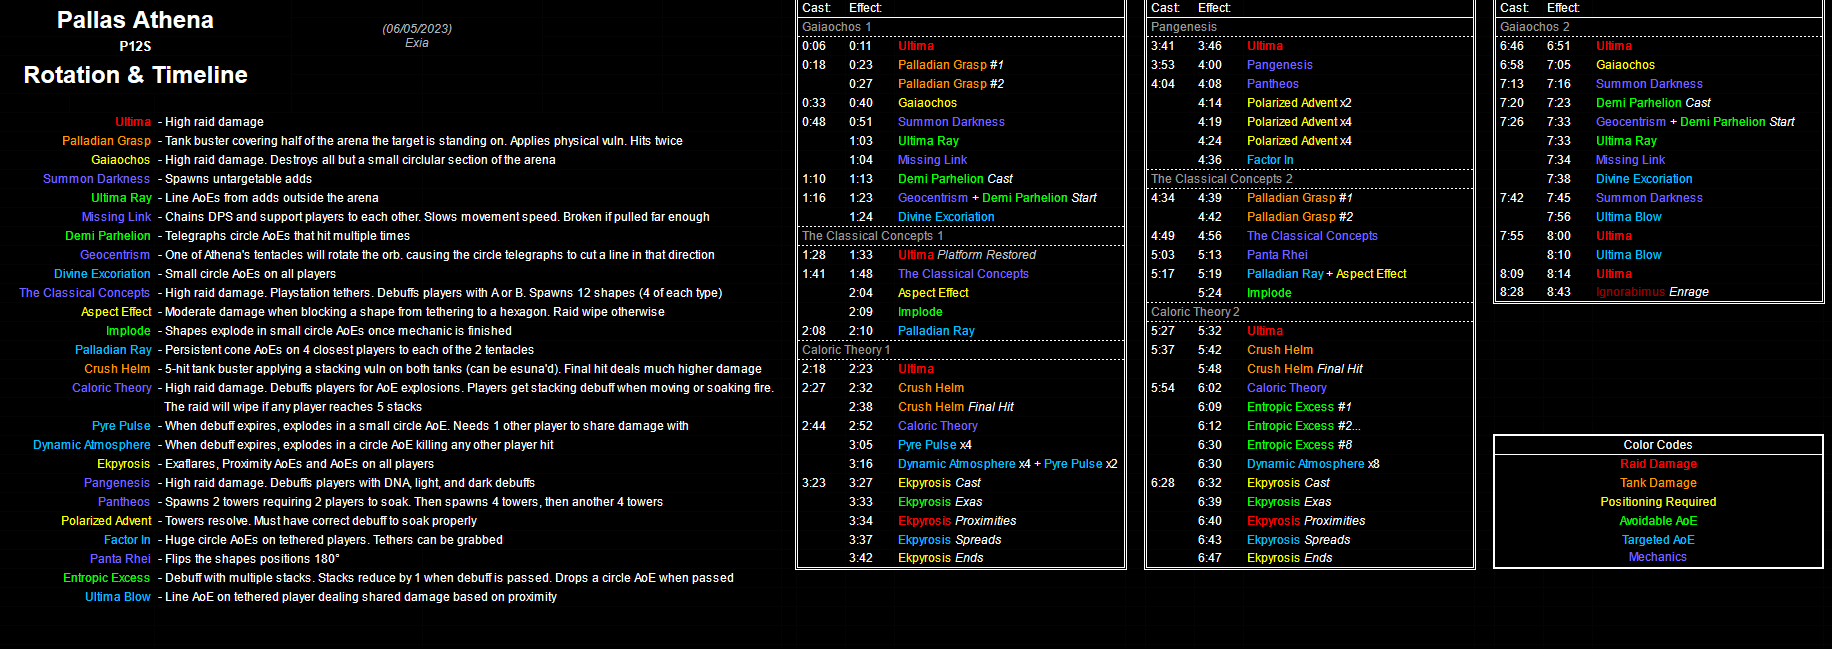 Pallas Athena
P12S
Rotation & Timeline
(06/05/2023)
Exia
Ultima - High raid damage
Palladian Grasp - Tank buster covering half of the arena the target is standing on. Applies physical vuln. Hits twice
Gaiaochos - High raid damage. Destroys all but a small circlular section of the arena
Summon Darkness - Spawns untargetable adds
Ultima Ray - Line AoEs from adds outside the arena
Missing Link - Chains DPS and support players to each other. Slows movement speed. Broken if pulled far enough
Demi Parhelion - Telegraphs circle AoEs that hit multiple times
Geocentrism - One of Athena's tentacles will rotate the orb. causing the circle telegraphs to cut a line in that direction
Divine Excoriation - Small circle AoEs on all players
The Classical Concepts - High raid damage. Playstation tethers. Debuffs players with A or B. Spawns 12 shapes (4 of each type)
Aspect Effect - Moderate damage when blocking a shape from tethering to a hexagon. Raid wipe otherwise
Implode - Shapes explode in small circle AoEs once mechanic is finished
Palladian Ray - Persistent cone AoEs on 4 closest players to each of the 2 tentacles
Crush Helm - 5-hit tank buster applying a stacking vuln on both tanks (can be esuna'd). Final hit deals much higher damage
Caloric Theory - High raid damage. Debuffs players for AoE explosions. Players get stacking debuff when moving or soaking fire.
The raid will wipe if any player reaches 5 stacks
Pyre Pulse - When debuff expires, explodes in a small circle AoE. Needs 1 other player to share damage with
Dynamic Atmosphere - When debuff expires, explodes in a circle AoE killing any other player hit
Ekpyrosis - Exaflares, Proximity AoEs and AoEs on all players
Pangenesis - High raid damage. Debuffs players with DNA, light, and dark debuffs
Pantheos - Spawns 2 towers requiring 2 players to soak. Then spawns 4 towers, then another 4 towers
Polarized Advent - Towers resolve. Must have correct debuff to soak properly
Factor In - Huge circle AoEs on tethered players. Tethers can be grabbed
Panta Rhei - Flips the shapes positions 180°
Entropic Excess - Debuff with multiple stacks. Stacks reduce by 1 when debuff is passed. Drops a circle AoE when passed
Ultima Blow - Line AoE on tethered player dealing shared damage based on proximity
Cast: Effect:
Gaiaochos 1
0:06 0:11 Ultima
0:18 0:23 Palladian Grasp #1
0:27 Palladian Grasp #2
0:33 0:40 Gaiaochos
0:48 0:51 Summon Darkness
1:03 Ultima Ray
1:04 Missing Link
1:10 1:13 Demi Parhelion Cast
1:16 1:23 Geocentrism + Demi Parhelion Start
1:24 Divine Excoriation
The Classical Concepts 1
1:28 1:33 Ultima Platform Restored
1:41 1:48 The Classical Concepts
2:04 Aspect Effect
2:09 Implode
2:08 2:10 Palladian Ray
Caloric Theory 1
2:18 2:23 Ultima
2:27 2:32 Crush Helm
2:38 Crush Helm Final Hit
2:44 2:52 Caloric Theory
3:05 Pyre Pulse x4
3:16 Dynamic Atmosphere x4 + Pyre Pulse x2
3:23 3:27 Ekpyrosis Cast
3:33 Ekpyrosis Exas
3:34 Ekpyrosis Proximities
3:37 Ekpyrosis Spreads
3:42 Ekpyrosis Ends
Cast: Effect:
Pangenesis
3:41 3:46 Ultima
3:53 4:00 Pangenesis
4:04 4:08 Pantheos
4:14 Polarized Advent x2
4:19 Polarized Advent x4
4:24 Polarized Advent x4
4:36 Factor In
The Classical Concepts 2
4:34 4:39 Palladian Grasp #1
4:42 Palladian Grasp #2
4:49 4:56 The Classical Concepts
5:03 5:13 Panta Rhei
5:17 5:19 Palladian Ray + Aspect Effect
5:24 Implode
Caloric Theory 2
5:27 5:32 Ultima
5:37 5:42 Crush Helm
5:48 Crush Helm Final Hit
5:54 6:02 Caloric Theory
6:09 Entropic Excess #1
6:12 Entropic Excess #2...
6:30 Entropic Excess #8
6:30 Dynamic Atmosphere x8
6:28 6:32 Ekpyrosis Cast
6:39 Ekpyrosis Exas
6:40 Ekpyrosis Proximities
6:43 Ekpyrosis Spreads
6:47 Ekpyrosis Ends
Cast: Effect:
Gaiaochos 2
6:46 6:51 Ultima
6:58 7:05 Gaiaochos
7:13 7:16 Summon Darkness
7:20 7:23 Demi Parhelion Cast
7:26 7:33 Geocentrism + Demi Parhelion Start
7:33 Ultima Ray
7:34 Missing Link
7:38 Divine Excoriation
7:42 7:45 Summon Darkness
7:56 Ultima Blow
7:55 8:00 Ultima
8:10 Ultima Blow
8:09 8:14 Ultima
8:28 8:43 Ignorabimus Enrage
Color Codes
Raid Damage
Tank Damage
Positioning Required
Avoidable AoE
Targeted AoE
Mechanics